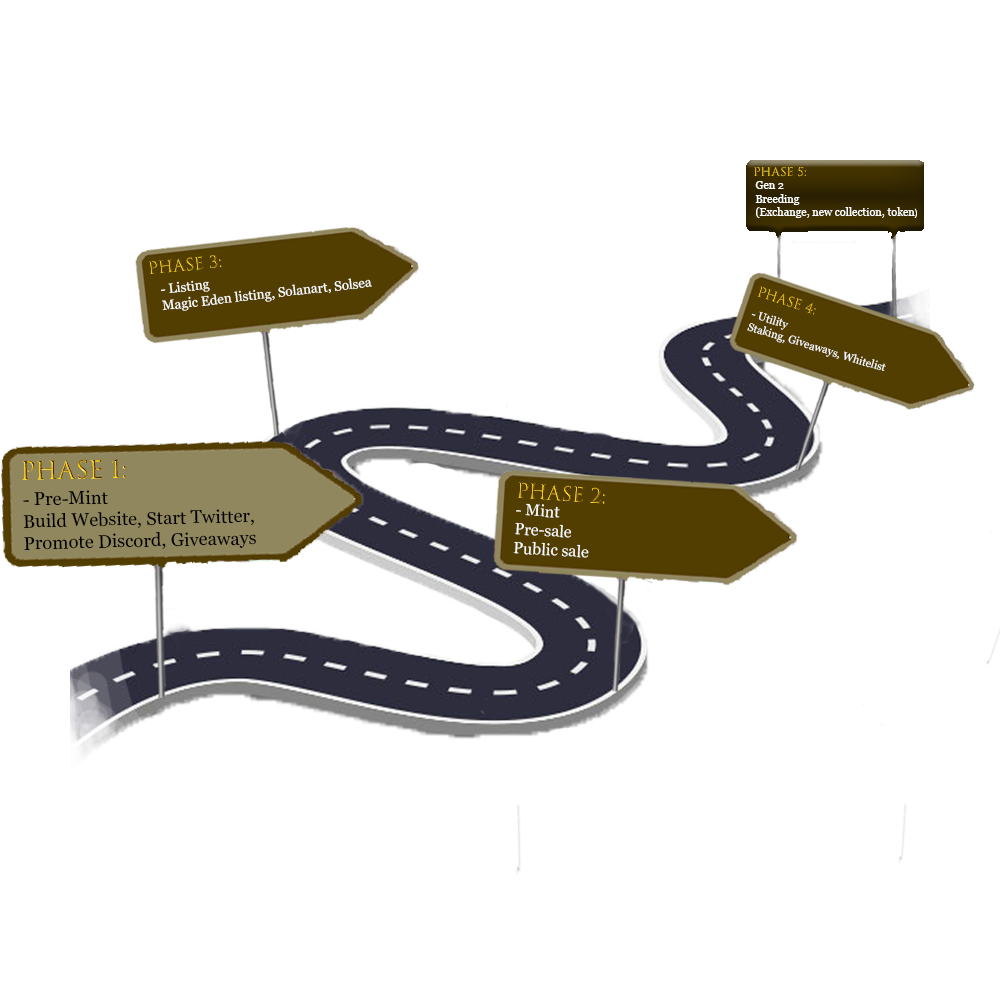 PHASE 1:
- Pre-Mint
Build Website, Start Twitter,
Promote Discord, Giveaways
PHASE 2:
- Mint
Pre-sale
Public sale
PHASE 3:
- Listing
Magic Eden listing, Solanart, Solsea
PHASE 4:
- Utility
Staking, Giveaways, Whitelist
PHASE 5:
Gen 2
Breeding
(Exchange, new collection, token)